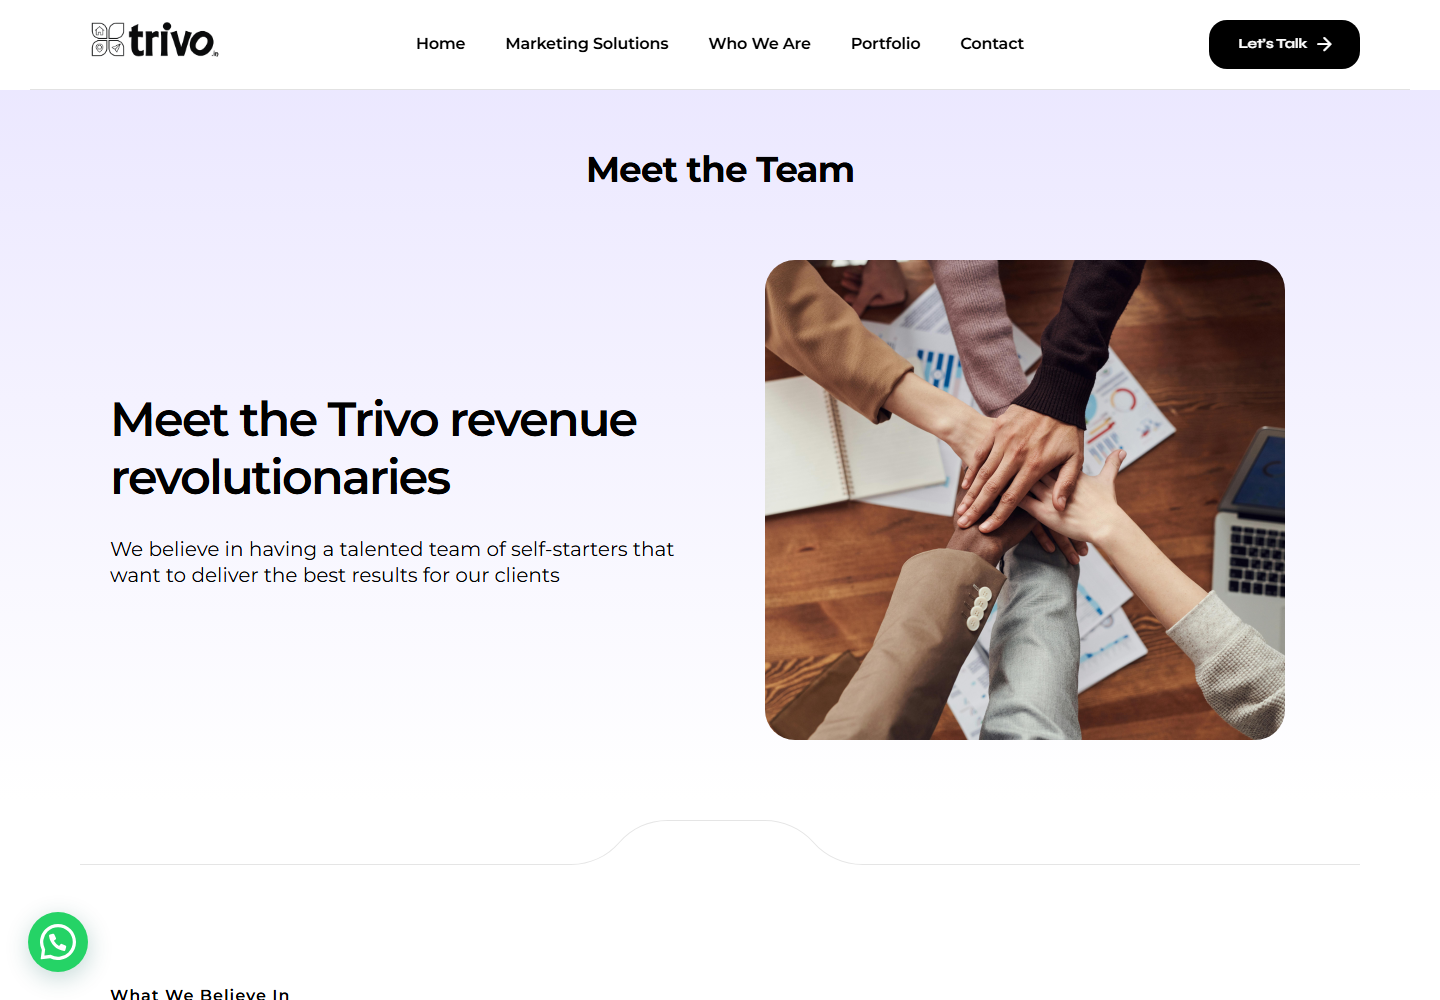 trivo.in
Home
Marketing Solutions
Who We Are
Portfolio
Contact
Let's Talk
Meet the Team
Meet the Trivo revenue
revolutionaries
We believe in having a talented team of self-starters that
want to deliver the best results for our clients
What We Believe In